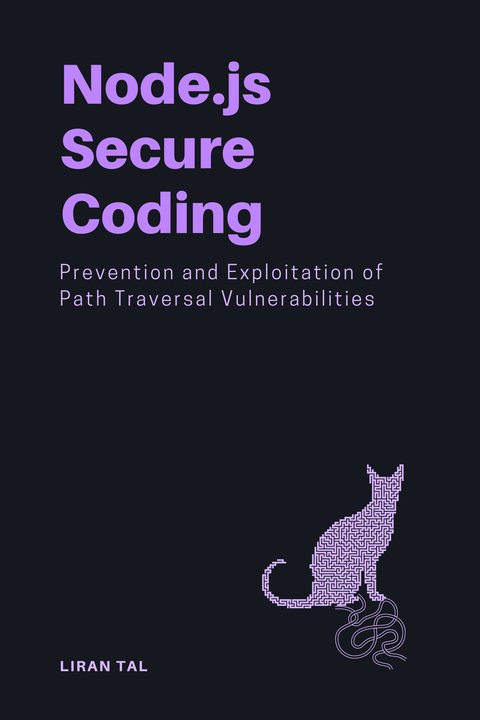 Node.js
Secure
Coding
Prevention and Exploitation of
Path Traversal Vulnerabilities
LIRAN TAL